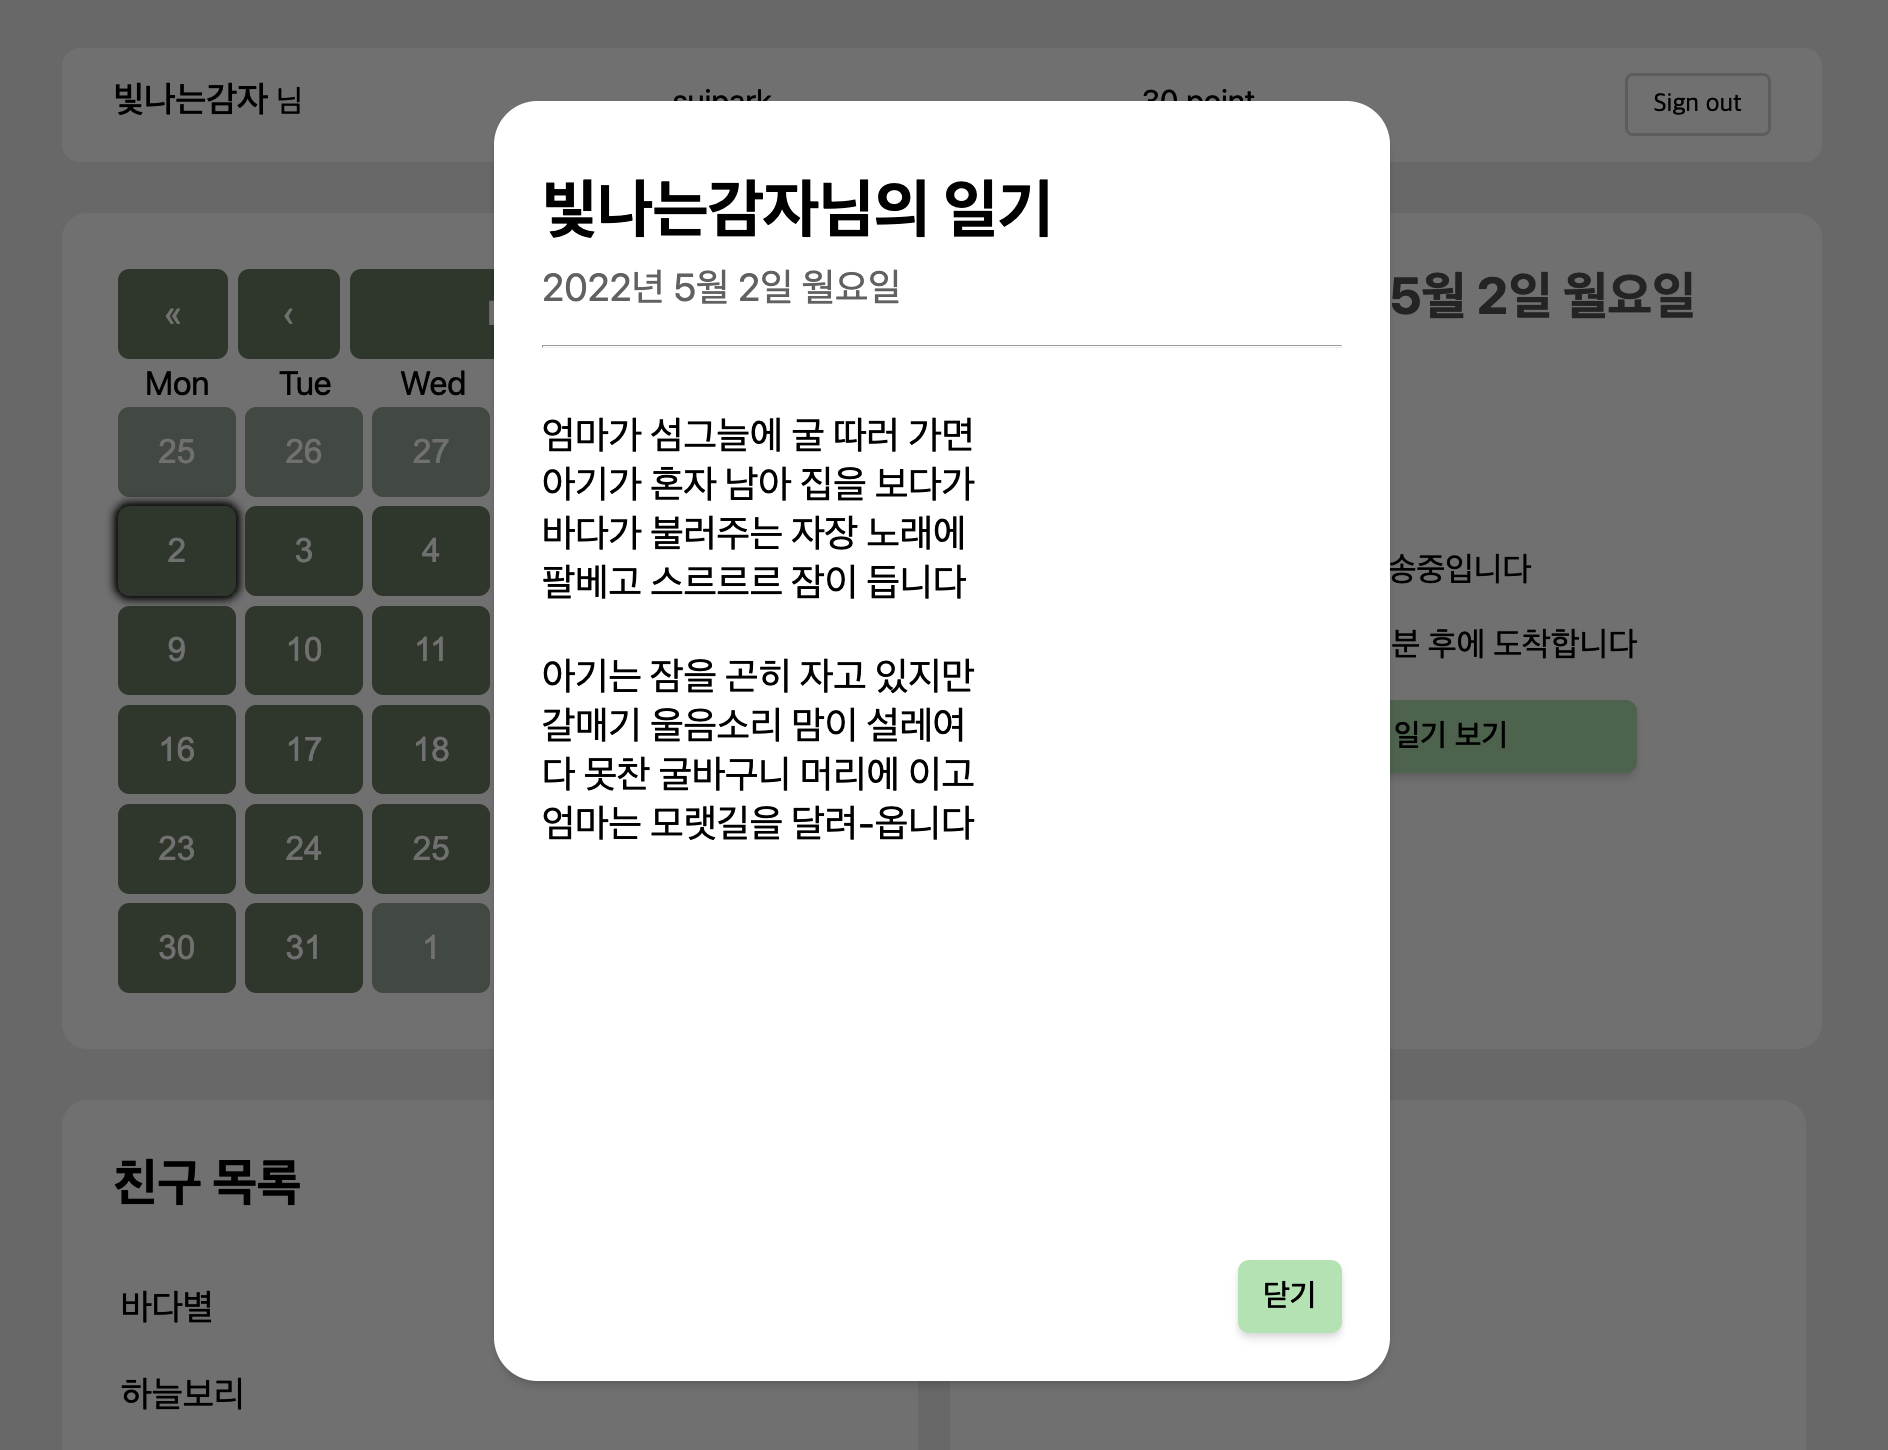 빛나는감자 님
30 point
Sign out
빛나는감자님의 일기
2022년 5월 2일 월요일
엄마가 섬그늘에 굴 따러 가면
아기가 혼자 남아 집을 보다가
바다가 불러주는 자장 노래에
팔베고 스르르르 잠이 듭니다
아기는 잠을 곤히 자고 있지만
갈매기 울음소리 맘이 설레여
다 못찬 굴바구니 머리에 이고
엄마는 모랫길을 달려-옵니다
닫기
« ‹
Mon Tue Wed
25 26 27
2 3 4
9 10 11
16 17 18
23 24 25
30 31 1
5월 2일 월요일
송중입니다
분 후에 도착합니다
일기 보기
친구 목록
바다별
하늘보리